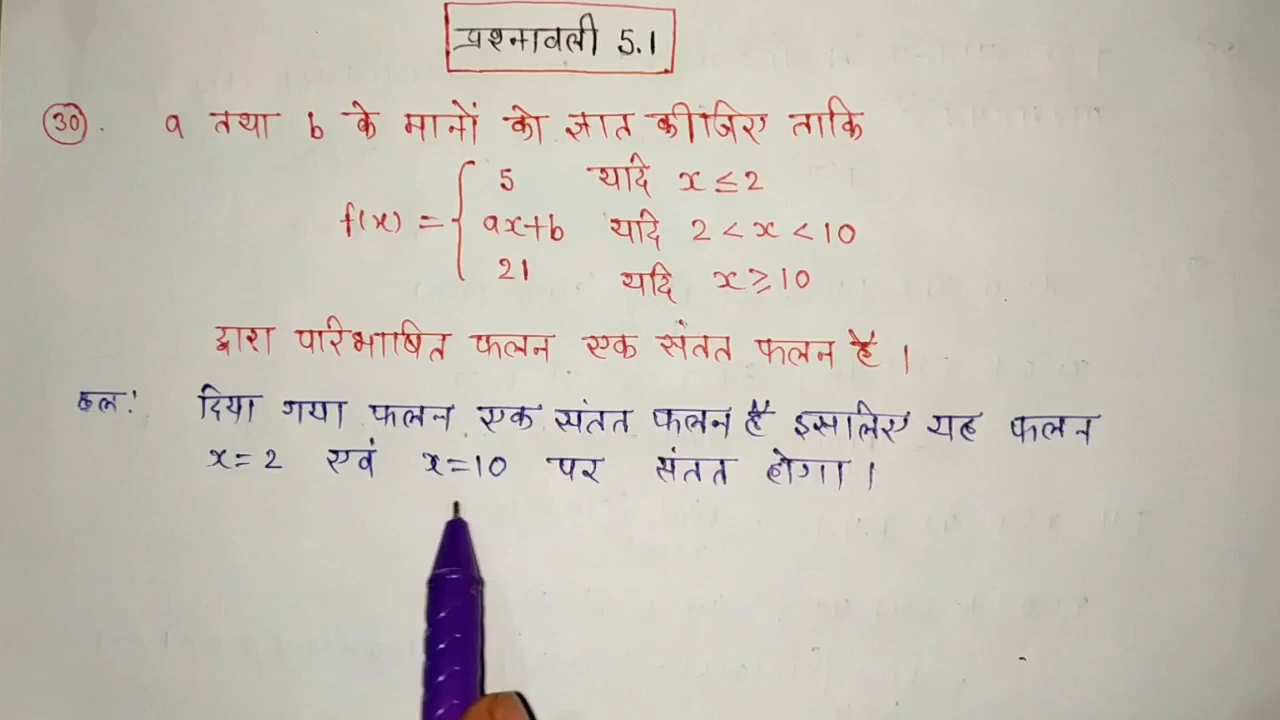 प्रश्नावली 5.1
30. a तथा b के मानों को ज्ञात कीजिए ताकि
5 यदि x ≤ 2
f(x) = { ax+b यदि 2 < x < 10
21 यदि x ≥ 10
द्वारा परिभाषित फलन एक संतत फलन है।
हल: दिया गया फलन एक संतत फलन है इसलिए यह फलन
x=2 एवं x=10 पर संतत होगा।